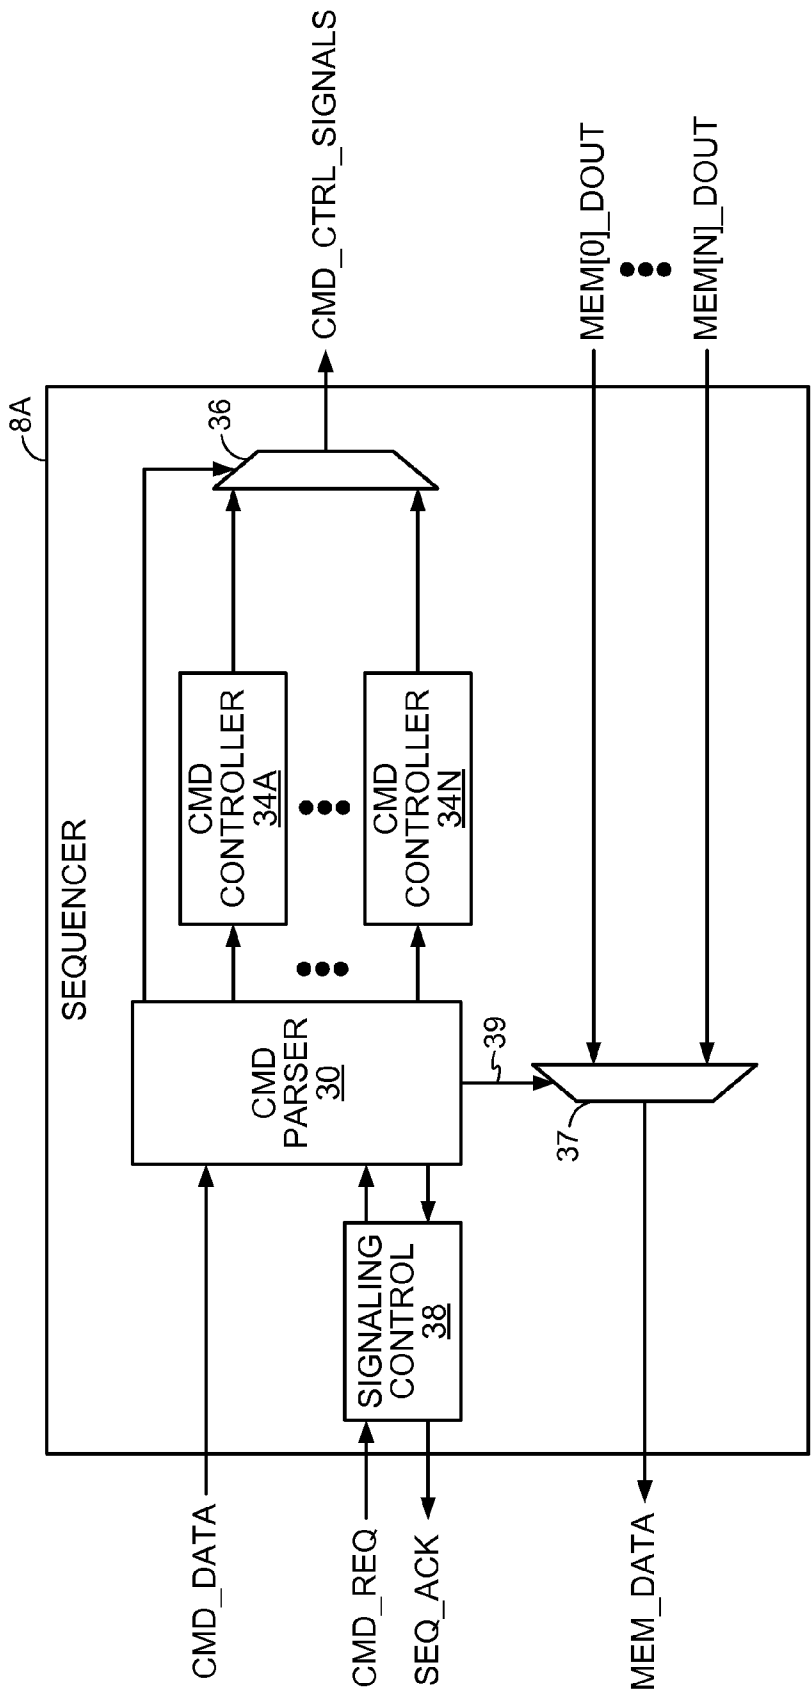 8A
SEQUENCER
CMD_DATA
CMD_REQ
SEQ_ACK
MEM_DATA
SIGNALING
CONTROL
38
CMD
PARSER
30
39
37
CMD
CONTROLLER
34A
CMD
CONTROLLER
34N
36
CMD_CTRL_SIGNALS
MEM[0]_DOUT
MEM[N]_DOUT